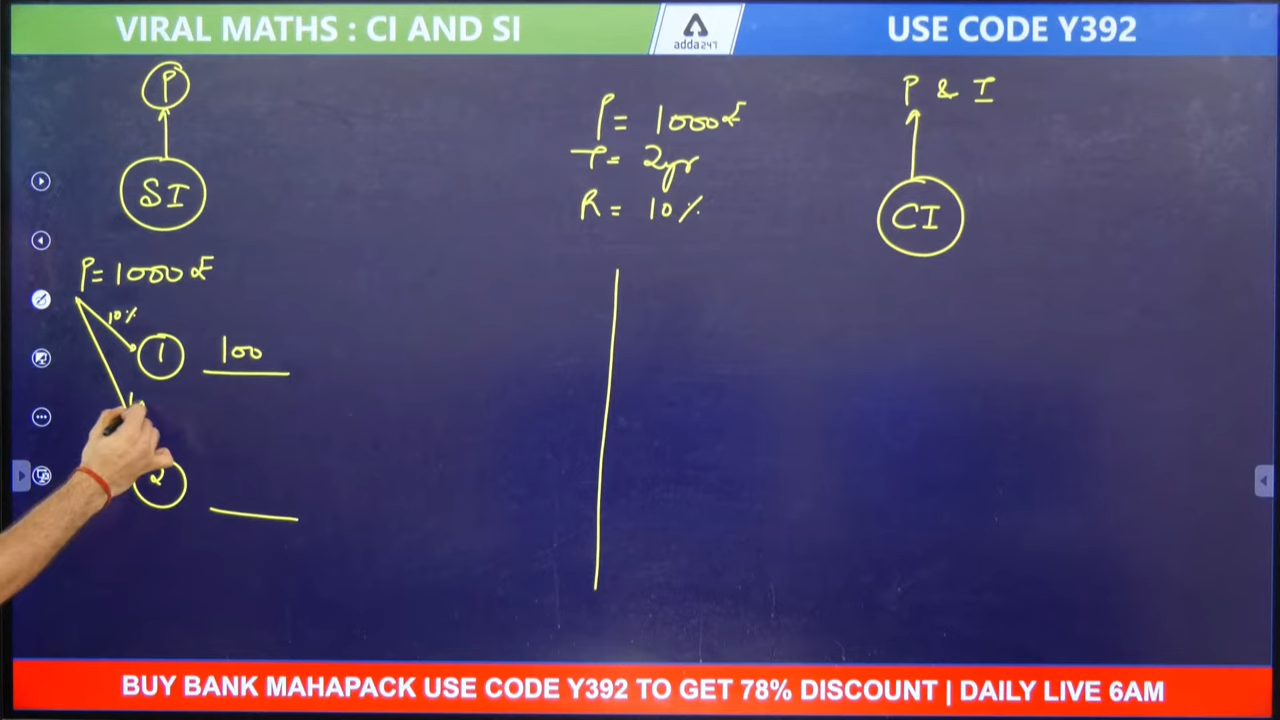 VIRAL MATHS : CI AND SI
adda247
USE CODE Y392
P
SI
P = 1000₹
T = 2yr
R = 10%
P & I
CI
P = 1000₹
10%
1
100
2
BUY BANK MAHAPACK USE CODE Y392 TO GET 78% DISCOUNT | DAILY LIVE 6AM